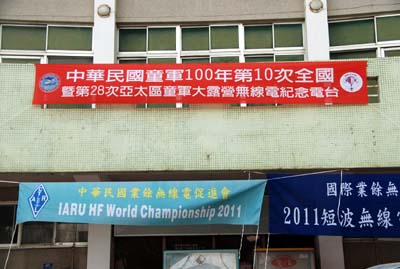 中華民國童軍100年第10次全國
暨第28次亞太區童軍大露營無線電紀念電台
中華民國業餘無線電促進會
IARU HF World Championship 2011
國際業餘無
2011短波無線